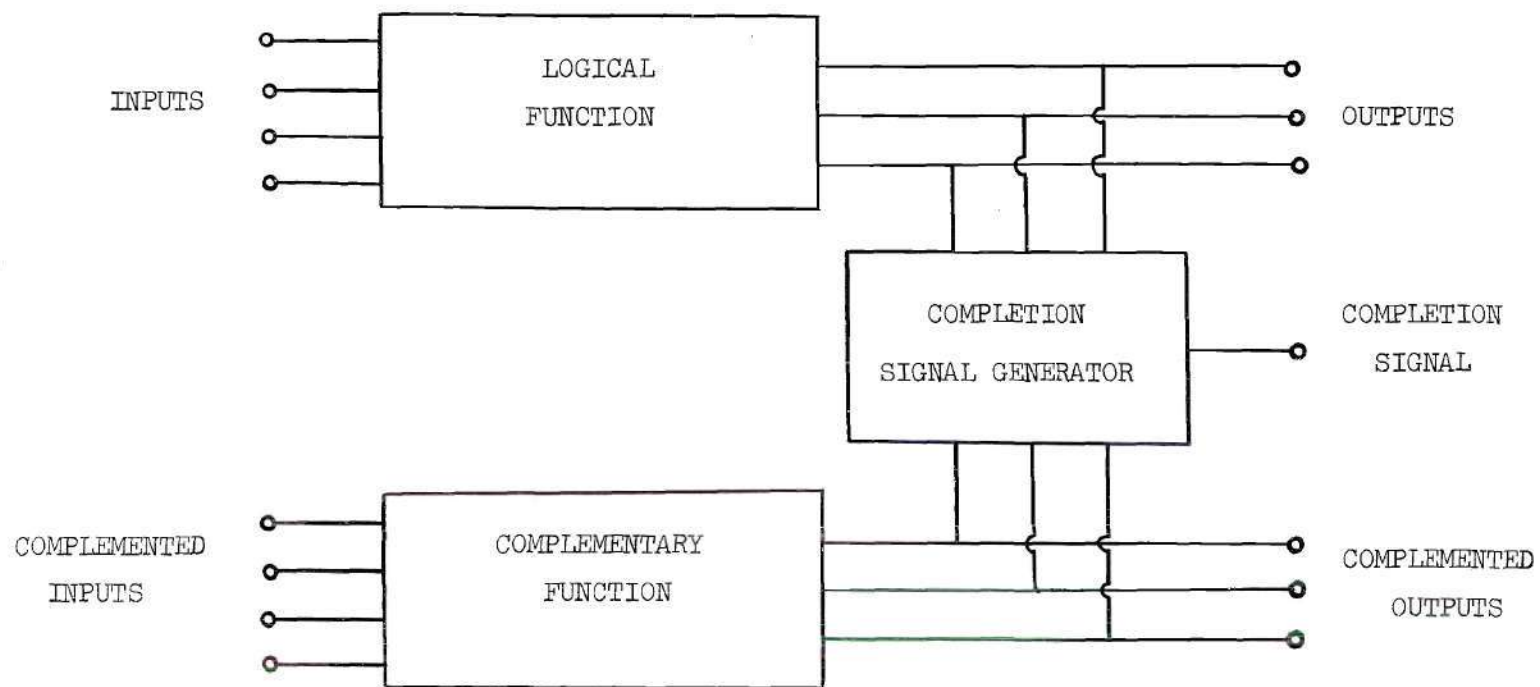 INPUTS
LOGICAL
FUNCTION
OUTPUTS
COMPLETION
SIGNAL GENERATOR
COMPLETION
SIGNAL
COMPLEMENTED
INPUTS
COMPLEMENTARY
FUNCTION
COMPLEMENTED
OUTPUTS